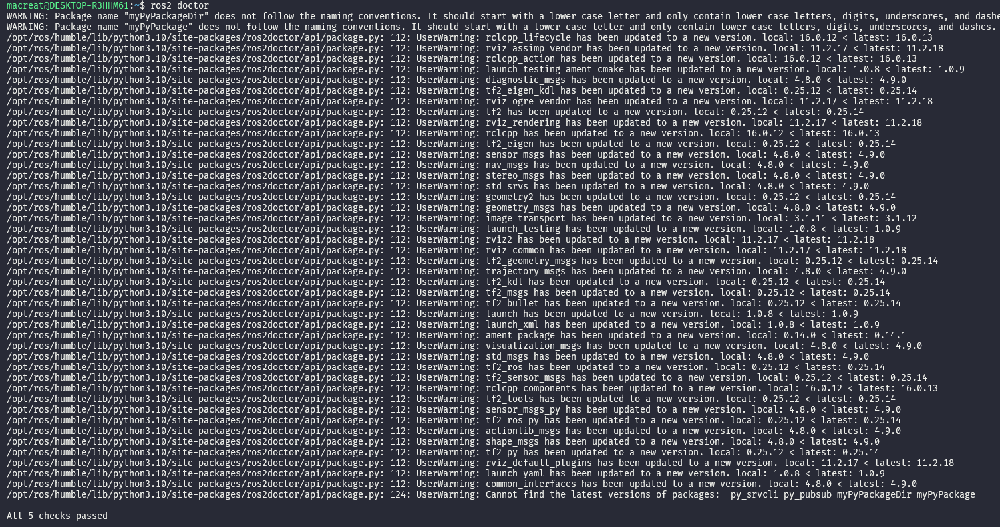 macreat@DESKTOP-R3HHM61:~$ ros2 doctor
WARNING: Package name "myPyPackageDir" does not follow the naming conventions. It should start with a lower case letter and only contain lower case letters, digits, underscores, and dashe
WARNING: Package name "myPyPackage" does not follow the naming conventions. It should start with a lower case letter and only contain lower case letters, digits, underscores, and dashes.
/opt/ros/humble/lib/python3.10/site-packages/ros2doctor/api/package.py: 112: UserWarning: rclcpp_lifecycle has been updated to a new version. local: 16.0.12 < latest: 16.0.13
/opt/ros/humble/lib/python3.10/site-packages/ros2doctor/api/package.py: 112: UserWarning: rviz_assimp_vendor has been updated to a new version. local: 11.2.17 < latest: 11.2.18
/opt/ros/humble/lib/python3.10/site-packages/ros2doctor/api/package.py: 112: UserWarning: rclcpp_action has been updated to a new version. local: 16.0.12 < latest: 16.0.13
/opt/ros/humble/lib/python3.10/site-packages/ros2doctor/api/package.py: 112: UserWarning: launch_testing_ament_cmake has been updated to a new version. local: 1.0.8 < latest: 1.0.9
/opt/ros/humble/lib/python3.10/site-packages/ros2doctor/api/package.py: 112: UserWarning: diagnostic_msgs has been updated to a new version. local: 4.8.0 < latest: 4.9.0
/opt/ros/humble/lib/python3.10/site-packages/ros2doctor/api/package.py: 112: UserWarning: tf2_eigen_kdl has been updated to a new version. local: 0.25.12 < latest: 0.25.14
/opt/ros/humble/lib/python3.10/site-packages/ros2doctor/api/package.py: 112: UserWarning: rviz_ogre_vendor has been updated to a new version. local: 11.2.17 < latest: 11.2.18
/opt/ros/humble/lib/python3.10/site-packages/ros2doctor/api/package.py: 112: UserWarning: tf2 has been updated to a new version. local: 0.25.12 < latest: 0.25.14
/opt/ros/humble/lib/python3.10/site-packages/ros2doctor/api/package.py: 112: UserWarning: rviz_rendering has been updated to a new version. local: 11.2.17 < latest: 11.2.18
/opt/ros/humble/lib/python3.10/site-packages/ros2doctor/api/package.py: 112: UserWarning: rclcpp has been updated to a new version. local: 16.0.12 < latest: 16.0.13
/opt/ros/humble/lib/python3.10/site-packages/ros2doctor/api/package.py: 112: UserWarning: tf2_eigen has been updated to a new version. local: 0.25.12 < latest: 0.25.14
/opt/ros/humble/lib/python3.10/site-packages/ros2doctor/api/package.py: 112: UserWarning: sensor_msgs has been updated to a new version. local: 4.8.0 < latest: 4.9.0
/opt/ros/humble/lib/python3.10/site-packages/ros2doctor/api/package.py: 112: UserWarning: nav_msgs has been updated to a new version. local: 4.8.0 < latest: 4.9.0
/opt/ros/humble/lib/python3.10/site-packages/ros2doctor/api/package.py: 112: UserWarning: stereo_msgs has been updated to a new version. local: 4.8.0 < latest: 4.9.0
/opt/ros/humble/lib/python3.10/site-packages/ros2doctor/api/package.py: 112: UserWarning: std_srvs has been updated to a new version. local: 4.8.0 < latest: 4.9.0
/opt/ros/humble/lib/python3.10/site-packages/ros2doctor/api/package.py: 112: UserWarning: geometry2 has been updated to a new version. local: 0.25.12 < latest: 0.25.14
/opt/ros/humble/lib/python3.10/site-packages/ros2doctor/api/package.py: 112: UserWarning: geometry_msgs has been updated to a new version. local: 4.8.0 < latest: 4.9.0
/opt/ros/humble/lib/python3.10/site-packages/ros2doctor/api/package.py: 112: UserWarning: image_transport has been updated to a new version. local: 3.1.11 < latest: 3.1.12
/opt/ros/humble/lib/python3.10/site-packages/ros2doctor/api/package.py: 112: UserWarning: launch_testing has been updated to a new version. local: 1.0.8 < latest: 1.0.9
/opt/ros/humble/lib/python3.10/site-packages/ros2doctor/api/package.py: 112: UserWarning: rviz2 has been updated to a new version. local: 11.2.17 < latest: 11.2.18
/opt/ros/humble/lib/python3.10/site-packages/ros2doctor/api/package.py: 112: UserWarning: rviz_common has been updated to a new version. local: 11.2.17 < latest: 11.2.18
/opt/ros/humble/lib/python3.10/site-packages/ros2doctor/api/package.py: 112: UserWarning: tf2_geometry_msgs has been updated to a new version. local: 0.25.12 < latest: 0.25.14
/opt/ros/humble/lib/python3.10/site-packages/ros2doctor/api/package.py: 112: UserWarning: trajectory_msgs has been updated to a new version. local: 4.8.0 < latest: 4.9.0
/opt/ros/humble/lib/python3.10/site-packages/ros2doctor/api/package.py: 112: UserWarning: tf2_kdl has been updated to a new version. local: 0.25.12 < latest: 0.25.14
/opt/ros/humble/lib/python3.10/site-packages/ros2doctor/api/package.py: 112: UserWarning: tf2_msgs has been updated to a new version. local: 0.25.12 < latest: 0.25.14
/opt/ros/humble/lib/python3.10/site-packages/ros2doctor/api/package.py: 112: UserWarning: tf2_bullet has been updated to a new version. local: 0.25.12 < latest: 0.25.14
/opt/ros/humble/lib/python3.10/site-packages/ros2doctor/api/package.py: 112: UserWarning: launch has been updated to a new version. local: 1.0.8 < latest: 1.0.9
/opt/ros/humble/lib/python3.10/site-packages/ros2doctor/api/package.py: 112: UserWarning: launch_xml has been updated to a new version. local: 1.0.8 < latest: 1.0.9
/opt/ros/humble/lib/python3.10/site-packages/ros2doctor/api/package.py: 112: UserWarning: ament_package has been updated to a new version. local: 0.14.0 < latest: 0.14.1
/opt/ros/humble/lib/python3.10/site-packages/ros2doctor/api/package.py: 112: UserWarning: visualization_msgs has been updated to a new version. local: 4.8.0 < latest: 4.9.0
/opt/ros/humble/lib/python3.10/site-packages/ros2doctor/api/package.py: 112: UserWarning: std_msgs has been updated to a new version. local: 4.8.0 < latest: 4.9.0
/opt/ros/humble/lib/python3.10/site-packages/ros2doctor/api/package.py: 112: UserWarning: tf2_ros has been updated to a new version. local: 0.25.12 < latest: 0.25.14
/opt/ros/humble/lib/python3.10/site-packages/ros2doctor/api/package.py: 112: UserWarning: tf2_sensor_msgs has been updated to a new version. local: 0.25.12 < latest: 0.25.14
/opt/ros/humble/lib/python3.10/site-packages/ros2doctor/api/package.py: 112: UserWarning: rclcpp_components has been updated to a new version. local: 16.0.12 < latest: 16.0.13
/opt/ros/humble/lib/python3.10/site-packages/ros2doctor/api/package.py: 112: UserWarning: tf2_tools has been updated to a new version. local: 0.25.12 < latest: 0.25.14
/opt/ros/humble/lib/python3.10/site-packages/ros2doctor/api/package.py: 112: UserWarning: sensor_msgs_py has been updated to a new version. local: 4.8.0 < latest: 4.9.0
/opt/ros/humble/lib/python3.10/site-packages/ros2doctor/api/package.py: 112: UserWarning: tf2_ros_py has been updated to a new version. local: 0.25.12 < latest: 0.25.14
/opt/ros/humble/lib/python3.10/site-packages/ros2doctor/api/package.py: 112: UserWarning: actionlib_msgs has been updated to a new version. local: 4.8.0 < latest: 4.9.0
/opt/ros/humble/lib/python3.10/site-packages/ros2doctor/api/package.py: 112: UserWarning: shape_msgs has been updated to a new version. local: 4.8.0 < latest: 4.9.0
/opt/ros/humble/lib/python3.10/site-packages/ros2doctor/api/package.py: 112: UserWarning: tf2_py has been updated to a new version. local: 0.25.12 < latest: 0.25.14
/opt/ros/humble/lib/python3.10/site-packages/ros2doctor/api/package.py: 112: UserWarning: rviz_default_plugins has been updated to a new version. local: 11.2.17 < latest: 11.2.18
/opt/ros/humble/lib/python3.10/site-packages/ros2doctor/api/package.py: 112: UserWarning: launch_yaml has been updated to a new version. local: 1.0.8 < latest: 1.0.9
/opt/ros/humble/lib/python3.10/site-packages/ros2doctor/api/package.py: 112: UserWarning: common_interfaces has been updated to a new version. local: 4.8.0 < latest: 4.9.0
/opt/ros/humble/lib/python3.10/site-packages/ros2doctor/api/package.py: 124: UserWarning: Cannot find the latest versions of packages:  py_srvcli py_pubsub myPyPackageDir myPyPackage
All 5 checks passed